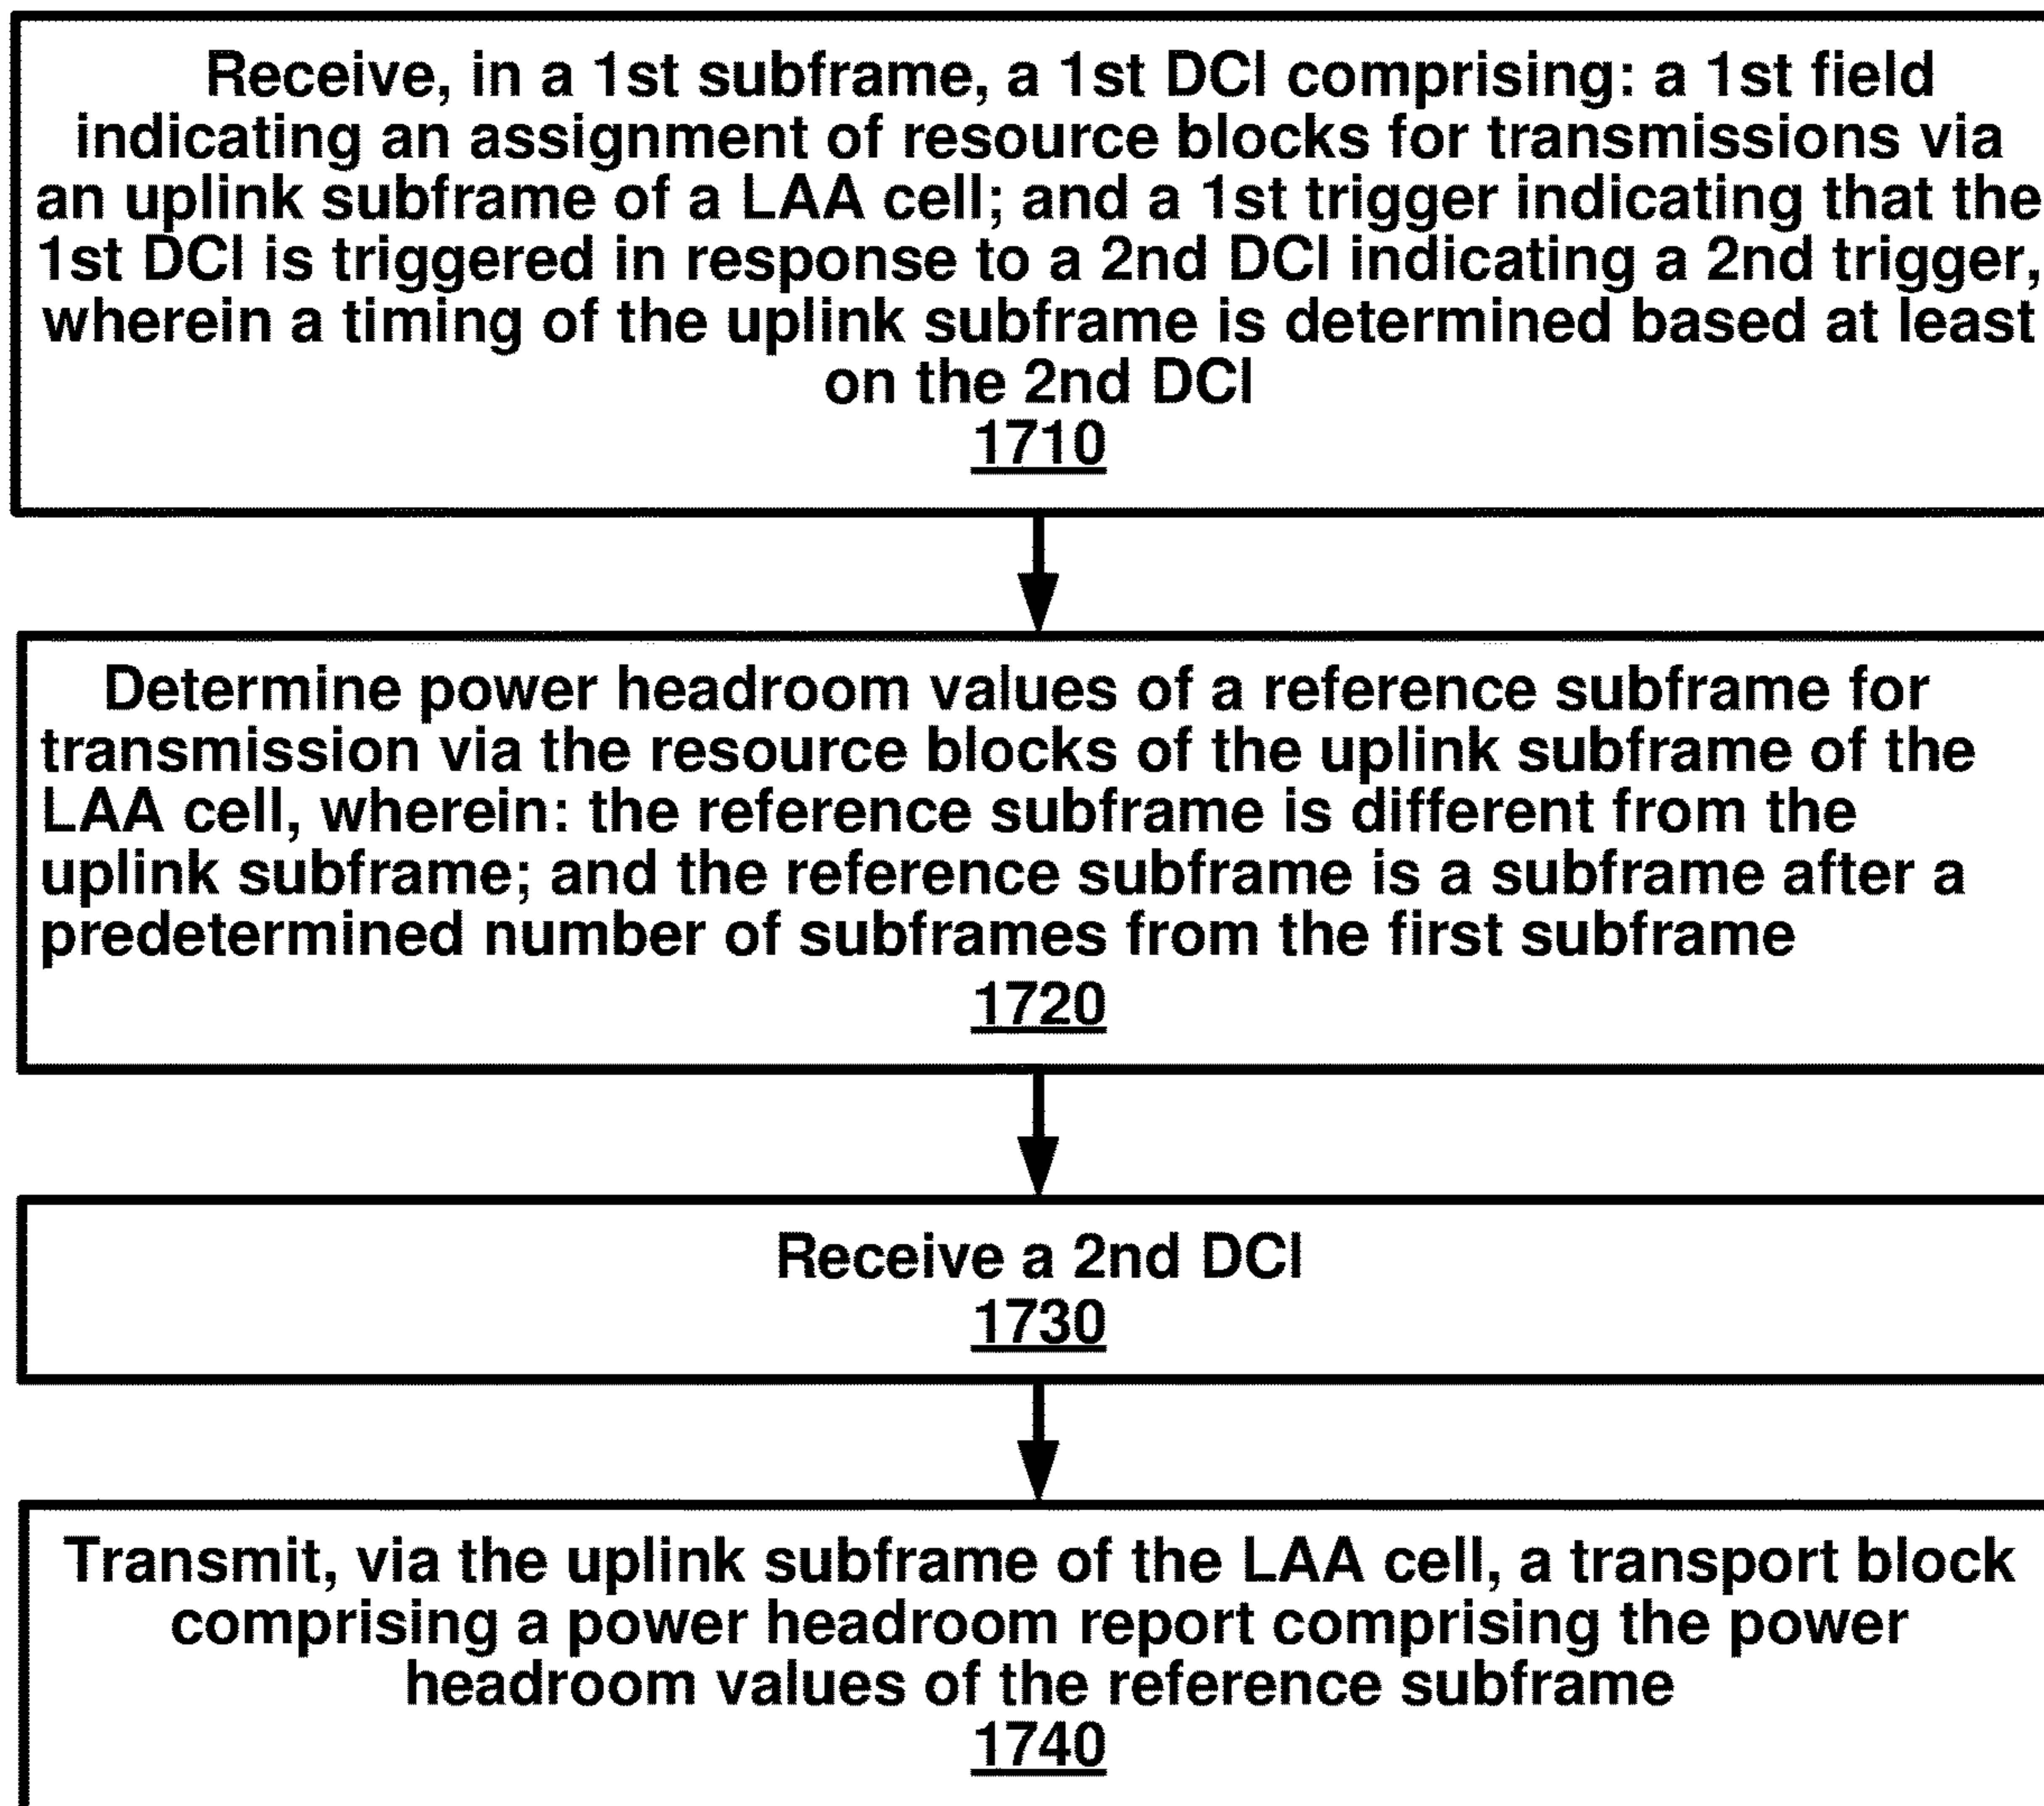 Receive, in a 1st subframe, a 1st DCI comprising: a 1st field
indicating an assignment of resource blocks for transmissions via
an uplink subframe of a LAA cell; and a 1st trigger indicating that the
1st DCI is triggered in response to a 2nd DCI indicating a 2nd trigger,
wherein a timing of the uplink subframe is determined based at least
on the 2nd DCI
1710
Determine power headroom values of a reference subframe for
transmission via the resource blocks of the uplink subframe of the
LAA cell, wherein: the reference subframe is different from the
uplink subframe; and the reference subframe is a subframe after a
predetermined number of subframes from the first subframe
1720
Receive a 2nd DCI
1730
Transmit, via the uplink subframe of the LAA cell, a transport block
comprising a power headroom report comprising the power
headroom values of the reference subframe
1740